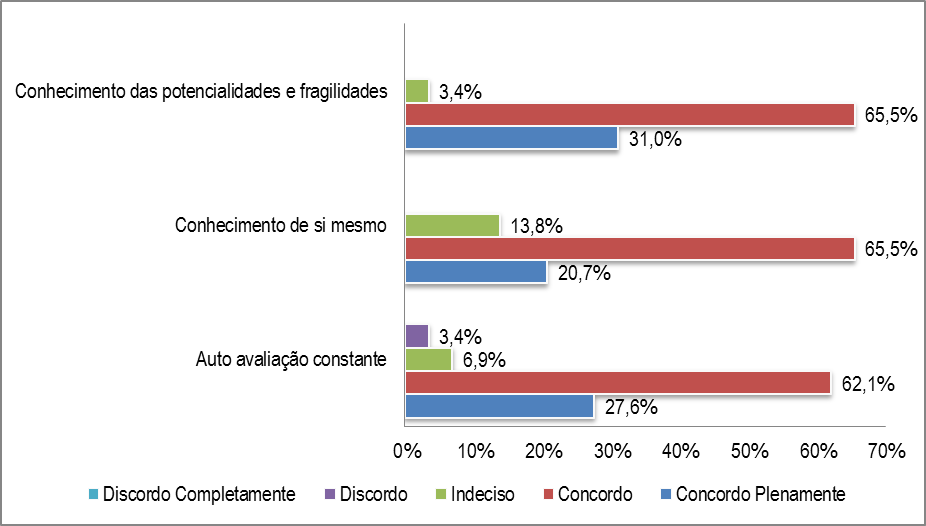 Conhecimento das potencialidades e fragilidades
3,4%
65,5%
31,0%
Conhecimento de si mesmo
13,8%
65,5%
20,7%
Auto avaliação constante
3,4%
6,9%
62,1%
27,6%
0% 10% 20% 30% 40% 50% 60% 70%
Discordo Completamente Discordo Indeciso Concordo Concordo Plenamente